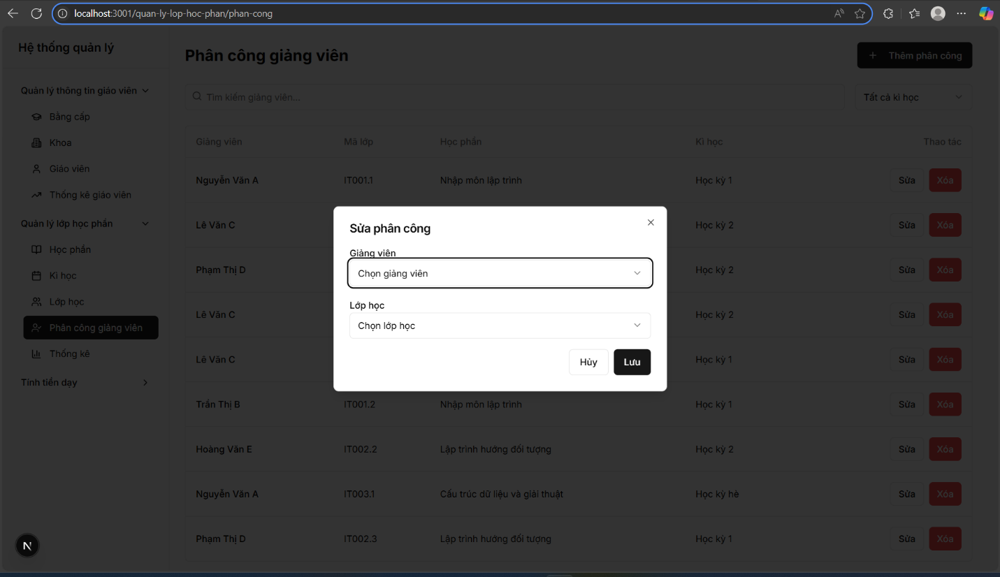 localhost:3001/quan-ly-lop-hoc-phan/phan-cong
Hệ thống quản lý
Phân công giảng viên
+ Thêm phân công
Quản lý thông tin giáo viên
Tìm kiếm giảng viên...
Tất cả kì học
Bằng cấp
Khoa
Giáo viên
Thống kê giáo viên
Quản lý lớp học phần
Học phần
Kì học
Lớp học
Phân công giảng viên
Thống kê
Tính tiền dạy
N
Giảng viên Mã lớp Học phần Kì học Thao tác
Nguyễn Văn A IT001.1 Nhập môn lập trình Học kỳ 1 Sửa Xóa
Lê Văn C Học kỳ 2 Sửa Xóa
Phạm Thị D Học kỳ 2 Sửa Xóa
Lê Văn C Học kỳ 2 Sửa Xóa
Lê Văn C Học kỳ 1 Sửa Xóa
Trần Thị B IT001.2 Nhập môn lập trình Học kỳ 1 Sửa Xóa
Hoàng Văn E IT002.2 Lập trình hướng đối tượng Học kỳ 2 Sửa Xóa
Nguyễn Văn A IT003.1 Cấu trúc dữ liệu và giải thuật Học kỳ hè Sửa Xóa
Phạm Thị D IT002.3 Lập trình hướng đối tượng Học kỳ 1 Sửa Xóa
Sửa phân công
Giảng viên
Chọn giảng viên
Lớp học
Chọn lớp học
Hủy Lưu